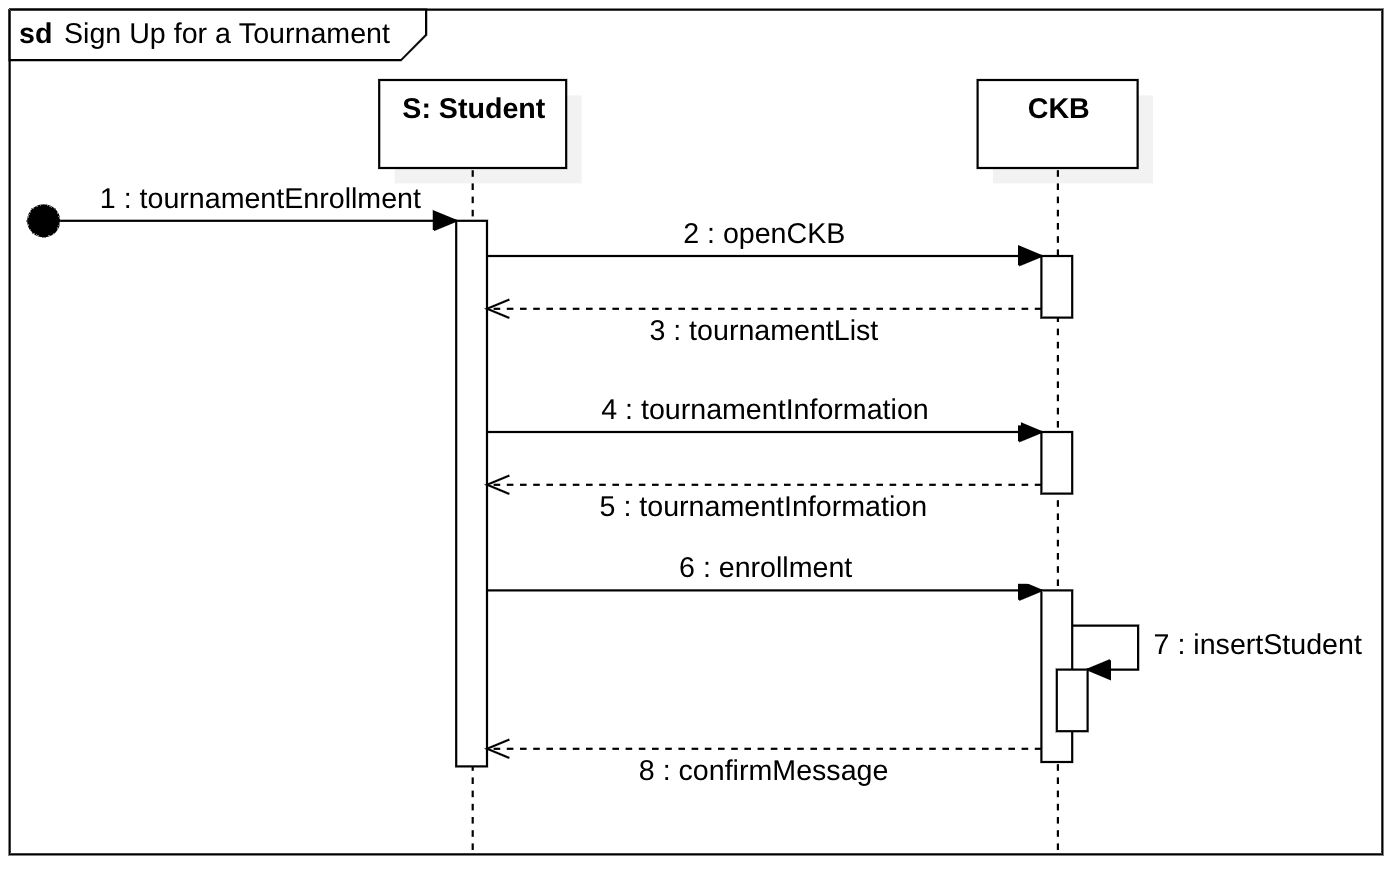 sd Sign Up for a Tournament
S: Student
CKB
1 : tournamentEnrollment
2 : openCKB
3 : tournamentList
4 : tournamentInformation
5 : tournamentInformation
6 : enrollment
7 : insertStudent
8 : confirmMessage